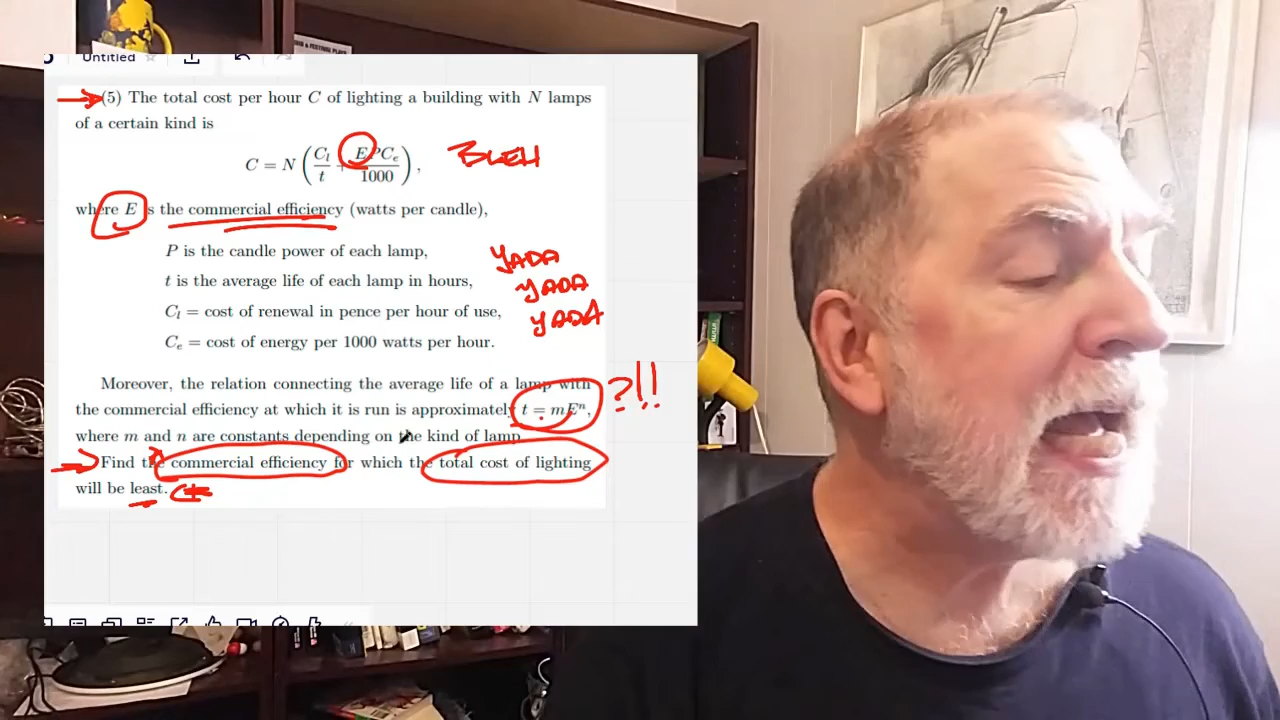 Untitled
(5) The total cost per hour C of lighting a building with N lamps
of a certain kind is
C = N (C_l/t + EPC_e/1000), BLEH
where E is the commercial efficiency (watts per candle),
P is the candle power of each lamp,
YADA
t is the average life of each lamp in hours,
YADA
C_l = cost of renewal in pence per hour of use,
YADA
C_e = cost of energy per 1000 watts per hour.
Moreover, the relation connecting the average life of a lamp with
the commercial efficiency at which it is run is approximately t = mE^n, ?!!
where m and n are constants depending on the kind of lamp.
Find the commercial efficiency for which the total cost of lighting
will be least.